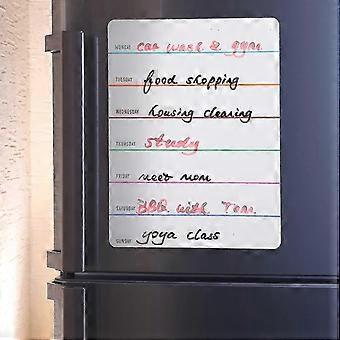 MONDAY car wash & gym
TUESDAY food shopping
WEDNESDAY housing cleaning
THURSDAY study
FRIDAY meet mom
SATURDAY BBQ with Tom
SUNDAY yoga class